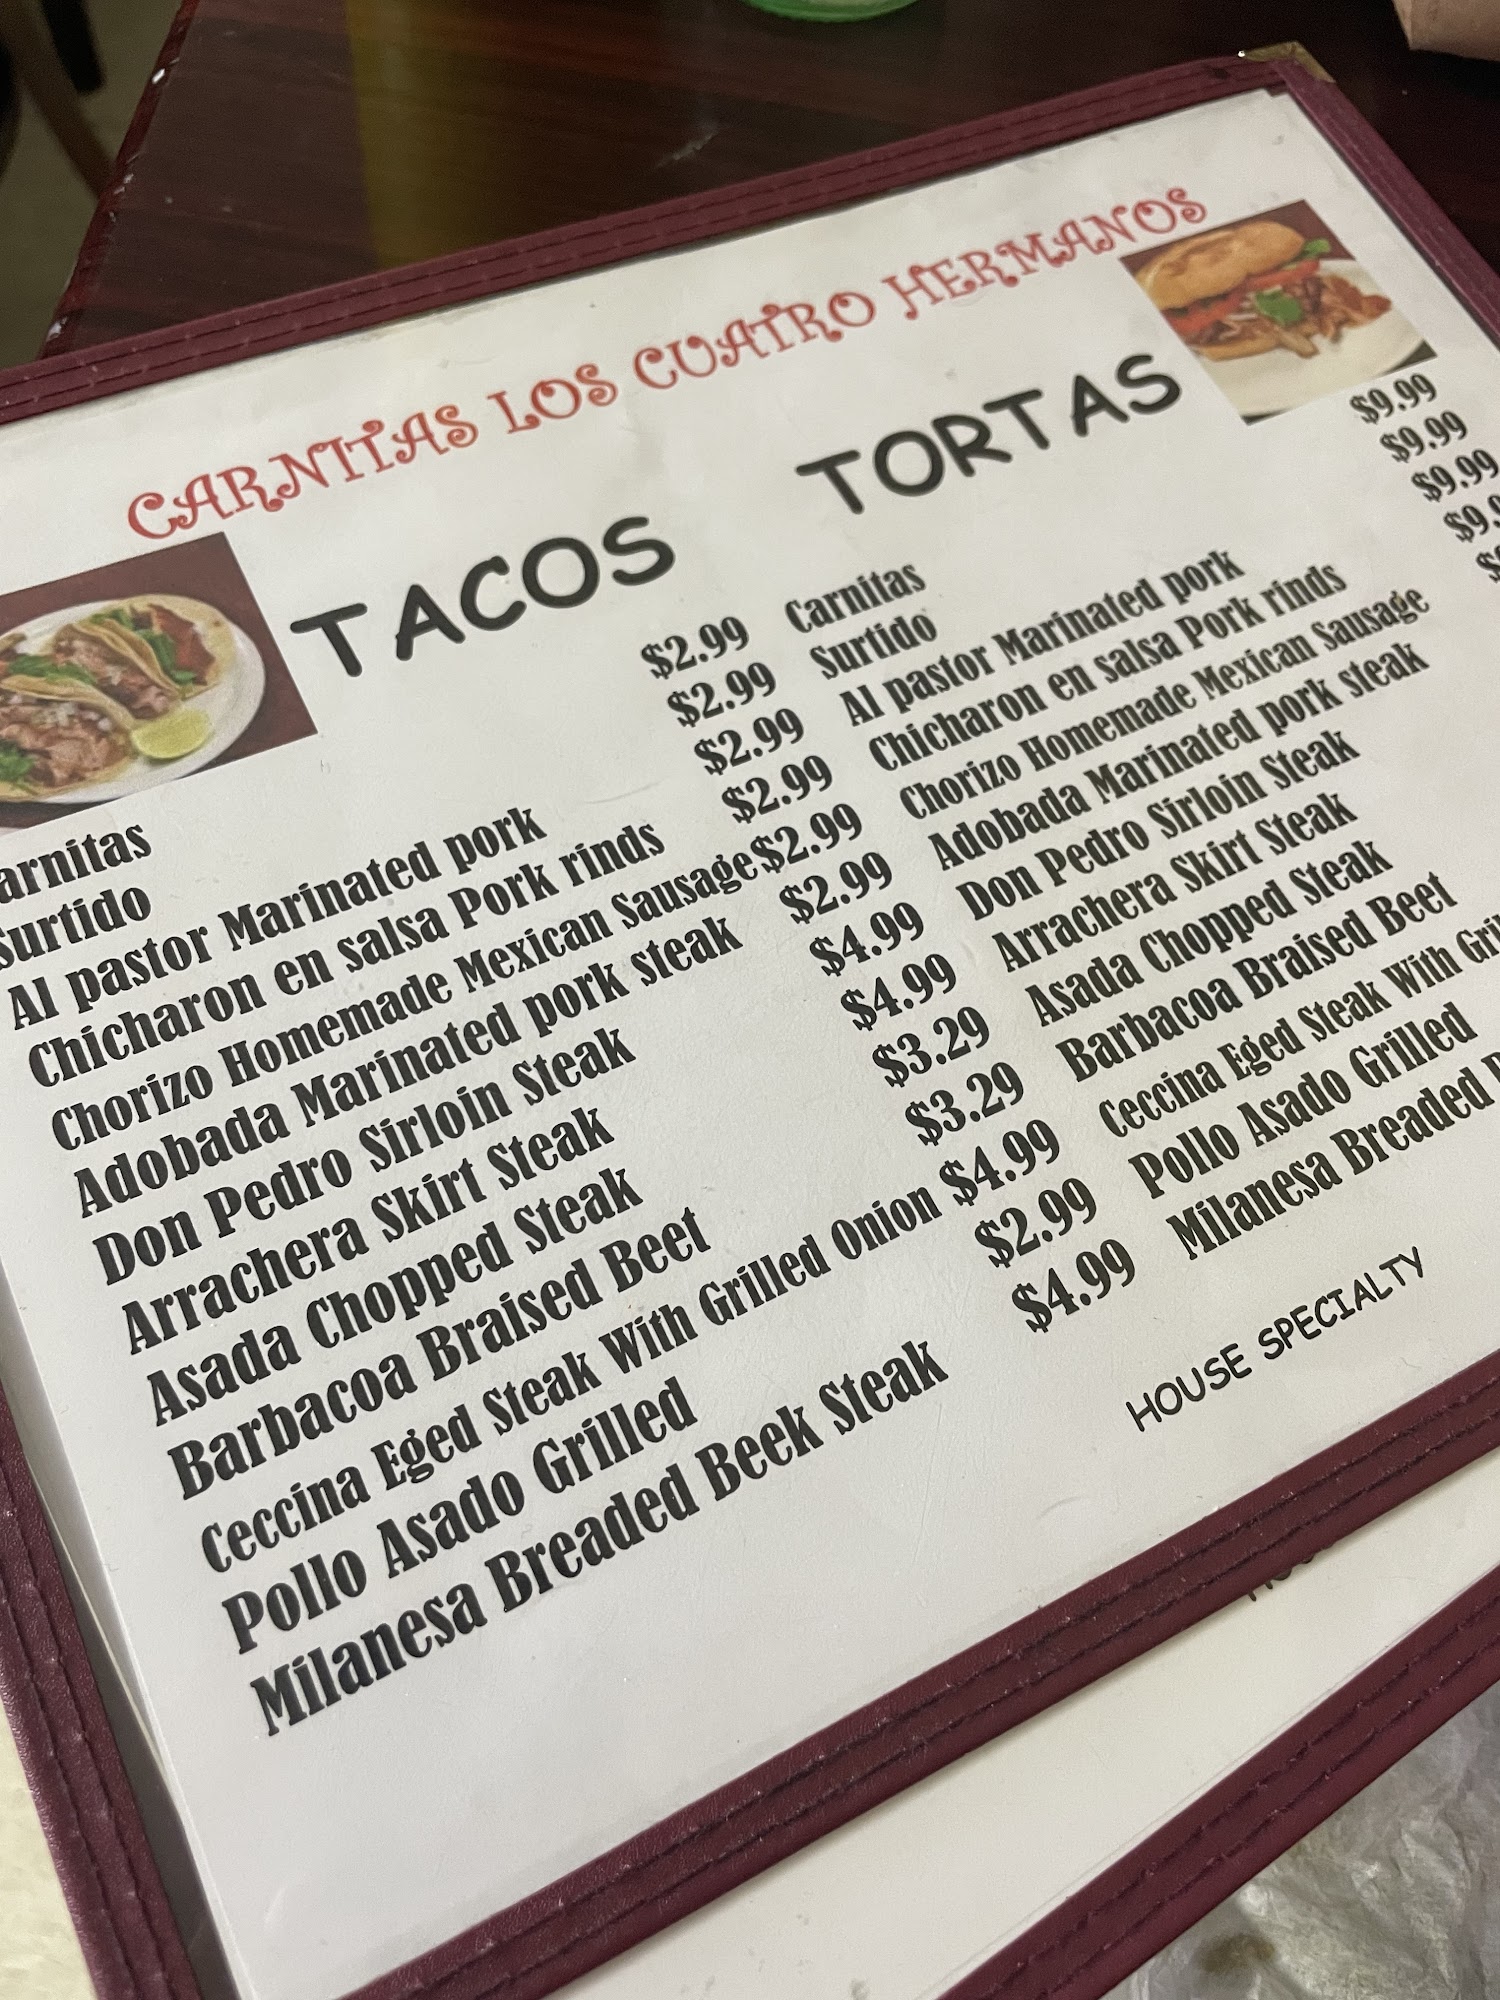 CARNITAS LOS CUATRO HERMANOS
TACOS
arnitas $2.99
Surtido $2.99
Al pastor Marinated pork $2.99
Chicharon en salsa Pork rinds $2.99
Chorizo Homemade Mexican Sausage $2.99
Adobada Marinated pork steak $2.99
Don Pedro Sirloin Steak $4.99
Arrachera Skirt Steak $4.99
Asada Chopped Steak $3.29
Barbacoa Braised Beet $3.29
Ceccina Eged Steak With Grilled Onion $4.99
Pollo Asado Grilled $2.99
Milanesa Breaded Beek Steak $4.99
TORTAS
Carnitas $9.99
Surtido $9.99
Al pastor Marinated pork $9.99
Chicharon en salsa Pork rinds $9.9
Chorizo Homemade Mexican Sausage
Adobada Marinated pork steak
Don Pedro Sirloin Steak
Arrachera Skirt Steak
Asada Chopped Steak
Barbacoa Braised Beet
Ceccina Eged Steak With Gril
Pollo Asado Grilled
Milanesa Breaded
HOUSE SPECIALTY